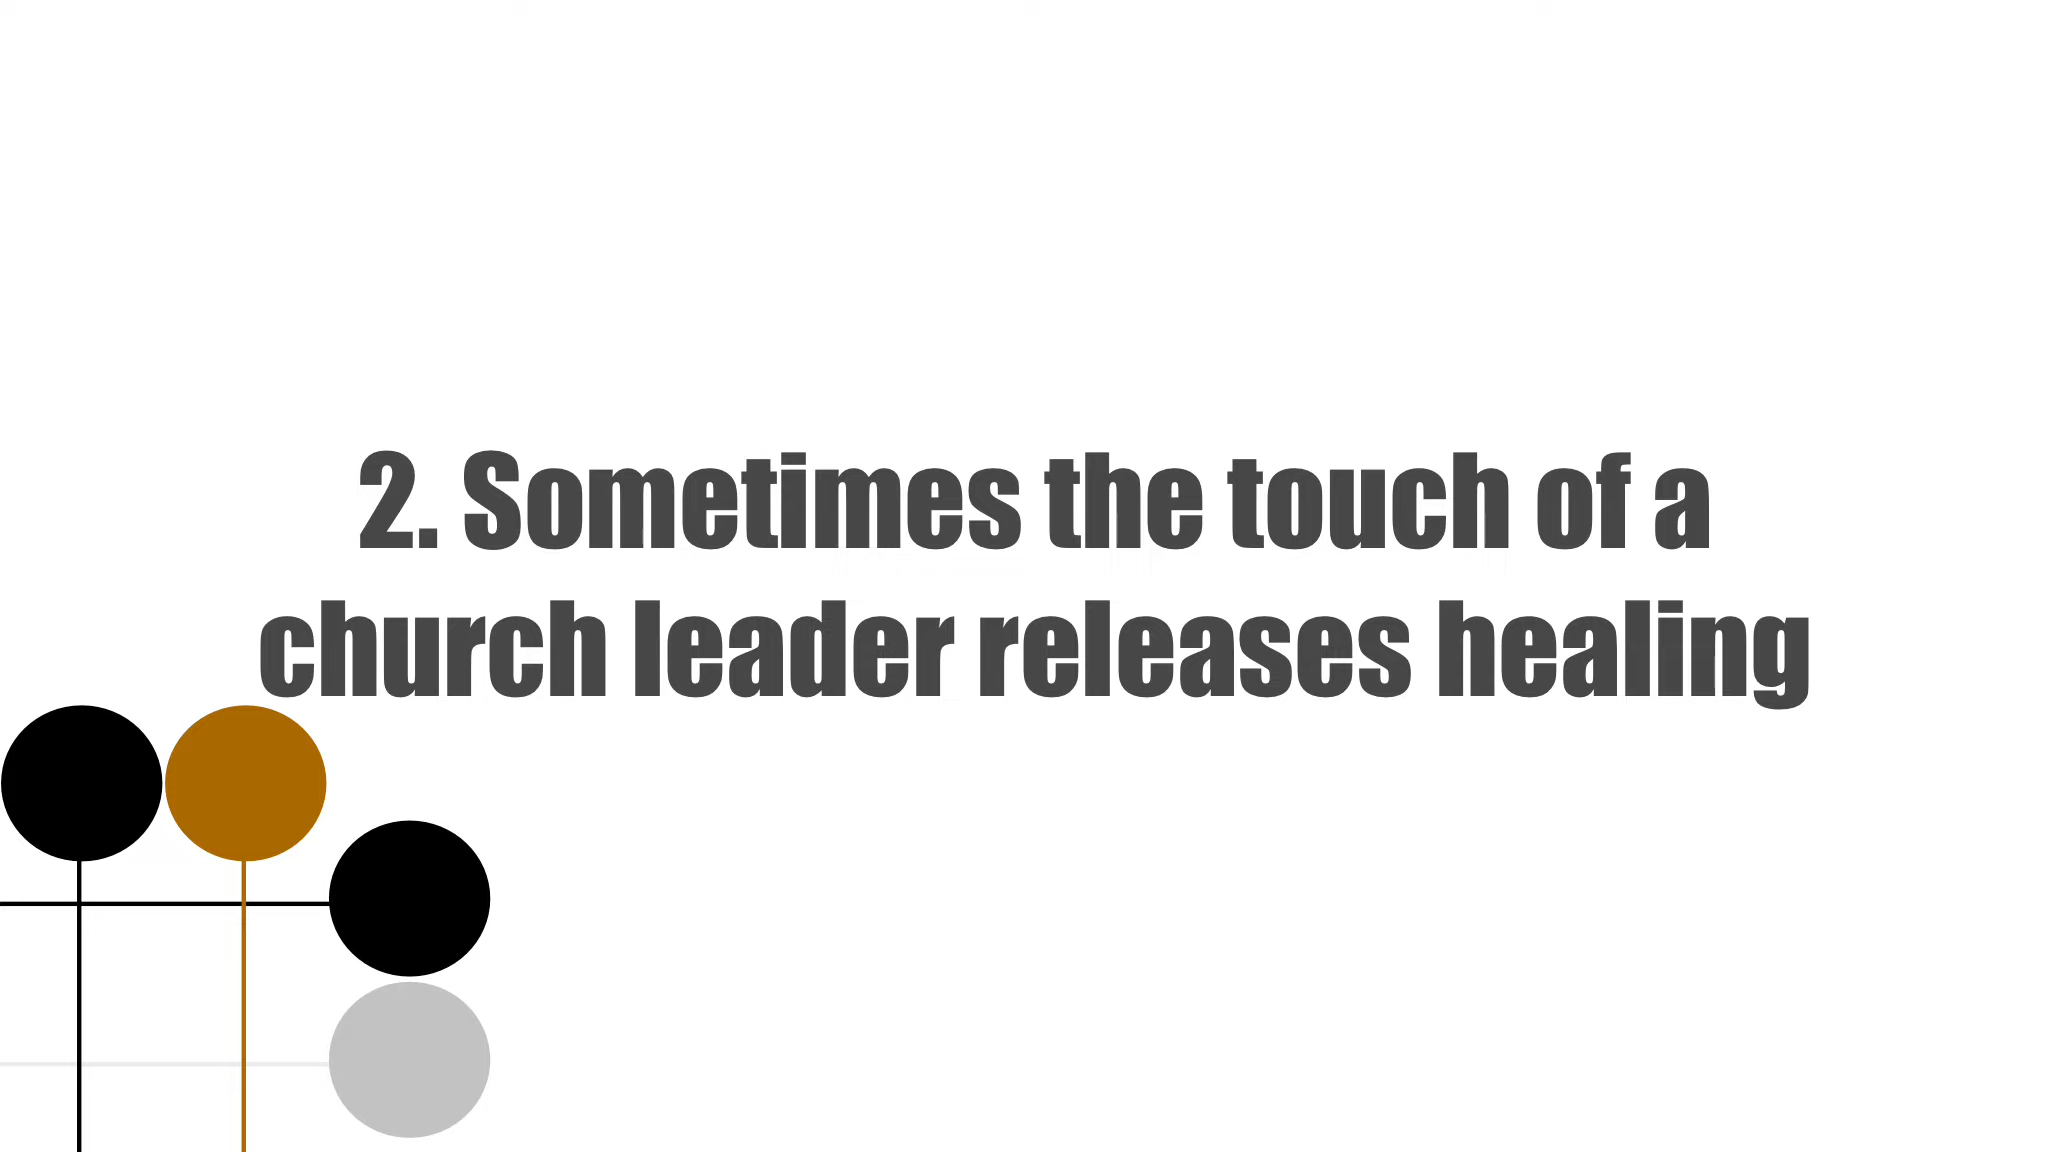 2. Sometimes the touch of a
church leader releases healing